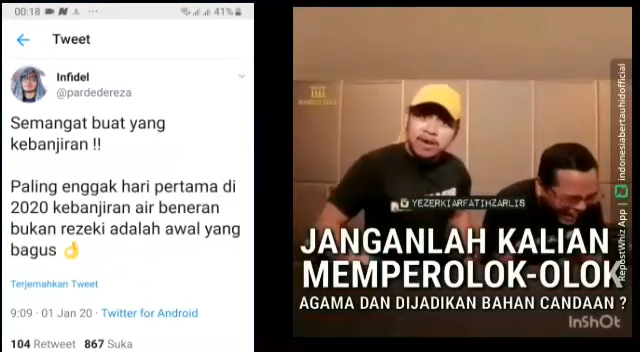 00:18
41%
Tweet
Infidel
@pardedereza
Semangat buat yang
kebanjiran !!
Paling enggak hari pertama di
2020 kebanjiran air beneran
bukan rezeki adalah awal yang
bagus 👌
Terjemahkan Tweet
9:09 · 01 Jan 20 · Twitter for Android
104 Retweet 867 Suka
YEZERKIARFATIHZARLIS
JANGANLAH KALIAN
MEMPEROLOK-OLOK
AGAMA DAN DIJADIKAN BAHAN CANDAAN ?
RepostWhiz App | indonesiabertauhidofficial
InShOt